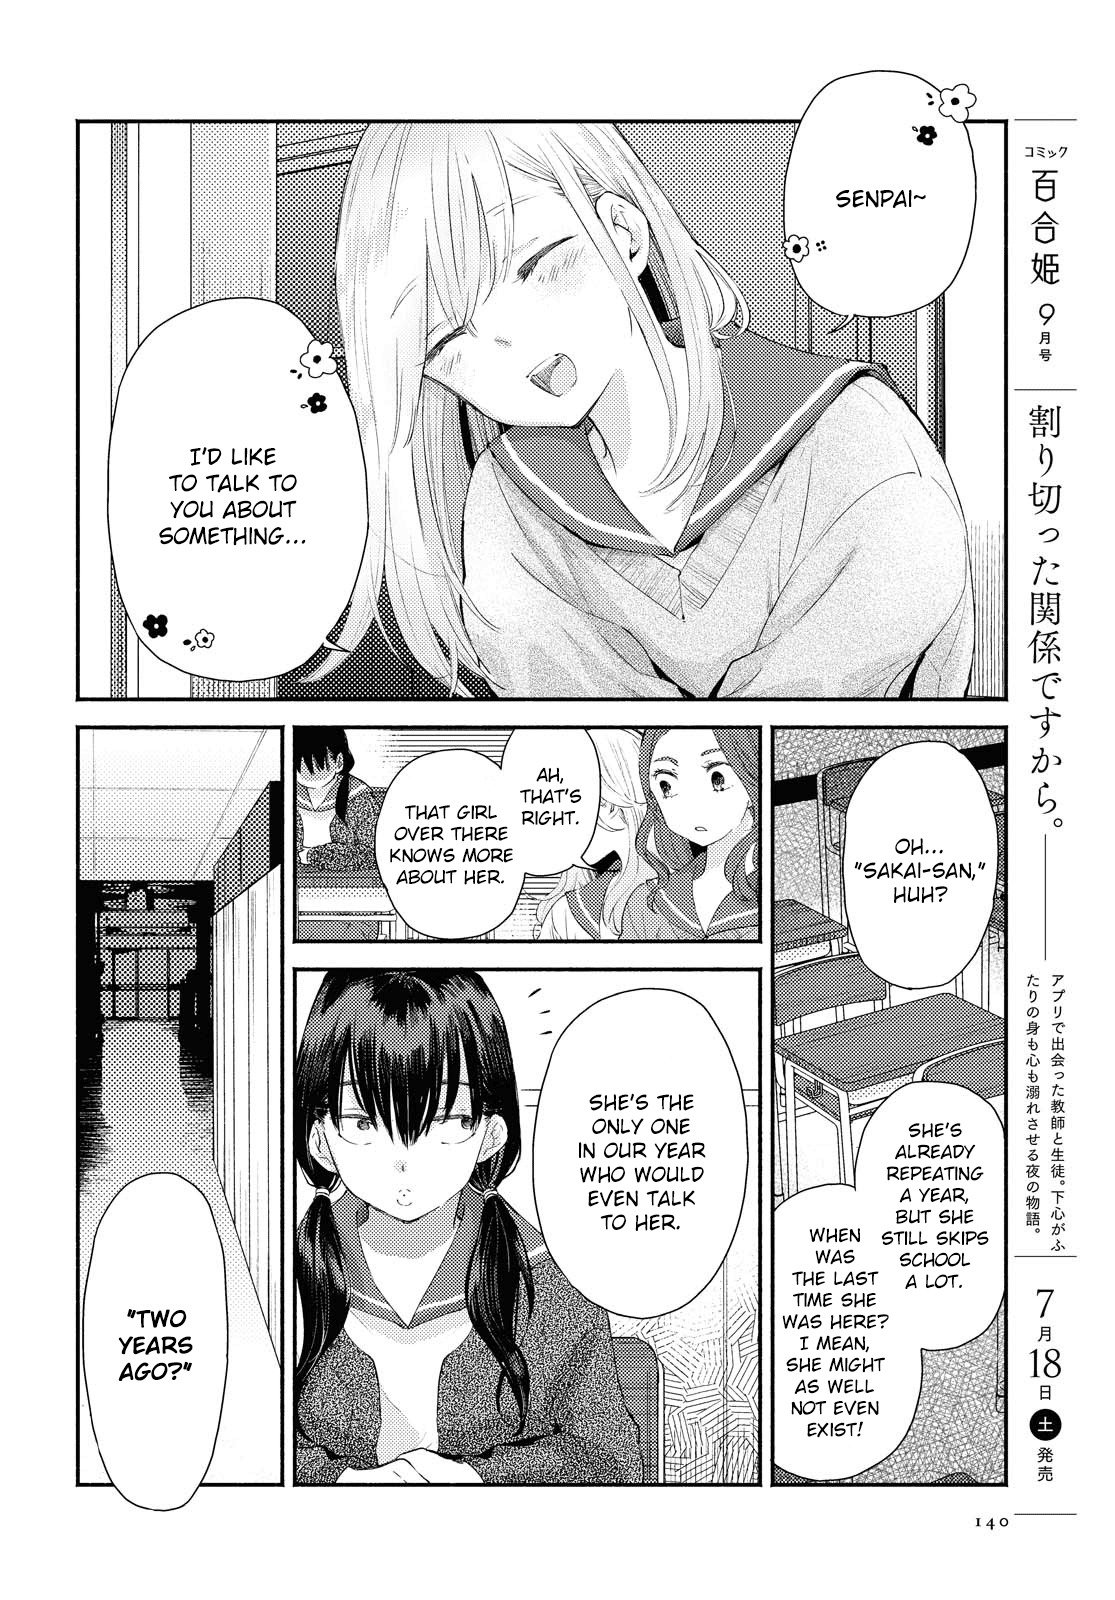 SENPAI~
I'D LIKE
TO TALK TO
YOU ABOUT
SOMETHING...
OH...
"SAKAI-SAN,"
HUH?
SHE'S
ALREADY
REPEATING
A YEAR,
BUT SHE
STILL SKIPS
SCHOOL
A LOT.
WHEN
WAS
THE LAST
TIME SHE
WAS HERE?
I MEAN,
SHE MIGHT
AS WELL
NOT EVEN
EXIST!
AH,
THAT'S
RIGHT.
THAT GIRL
OVER THERE
KNOWS MORE
ABOUT HER.
SHE'S THE
ONLY ONE
IN OUR YEAR
WHO WOULD
EVEN TALK
TO HER.
"TWO
YEARS
AGO?"
コミック
百合姫
9月号
割り切った関係ですから。
アプリで出会った教師と生徒。下心がふ
たりの身も心も溺れさせる夜の物語。
7月18日土発売
140